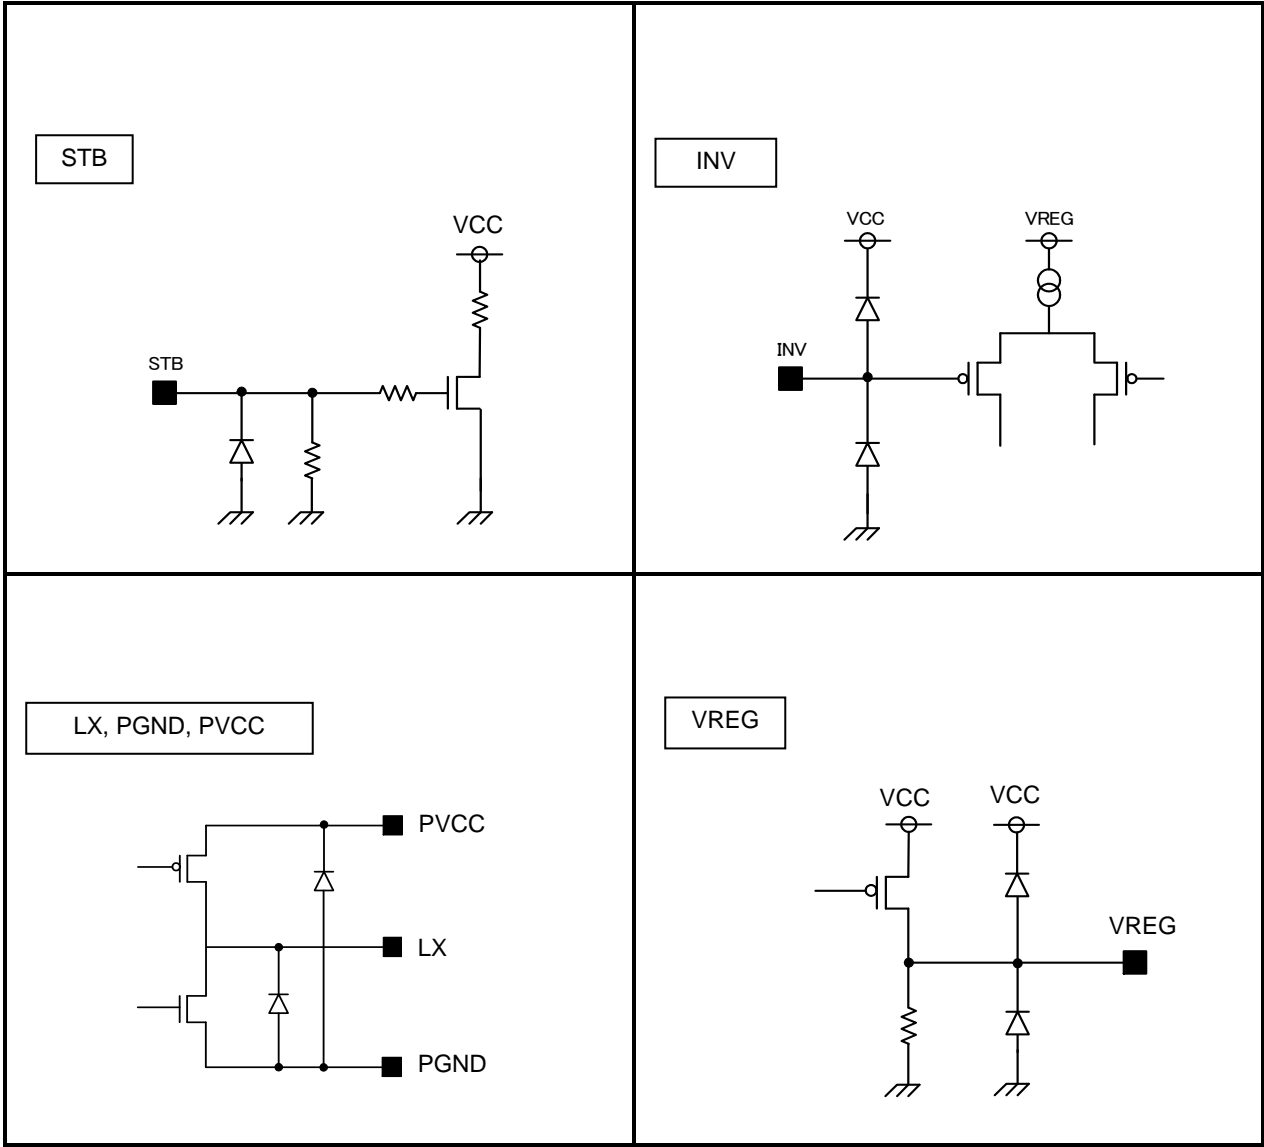 STB
VCC
STB
INV
VCC
VREG
INV
LX, PGND, PVCC
PVCC
LX
PGND
VREG
VCC
VCC
VREG